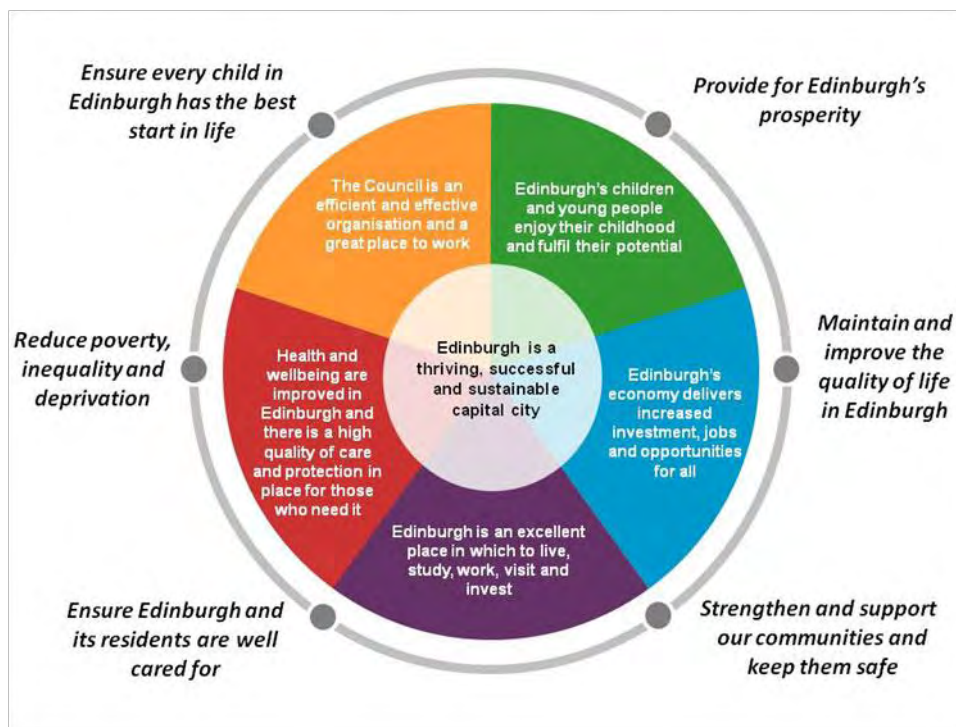 Ensure every child in
Edinburgh has the best
start in life
Provide for Edinburgh's
prosperity
The Council is an
efficient and effective
organisation and a
great place to work
Edinburgh's children
and young people
enjoy their childhood
and fulfil their potential
Reduce poverty,
inequality and
deprivation
Health and
wellbeing are
improved in
Edinburgh and
there is a high
quality of care
and protection in
place for those
who need it
Edinburgh is a
thriving, successful
and sustainable
capital city
Edinburgh's
economy delivers
increased
investment, jobs
and opportunities
for all
Maintain and
improve the
quality of life
in Edinburgh
Edinburgh is an excellent
place in which to live,
study, work, visit and
invest
Ensure Edinburgh and
its residents are well
cared for
Strengthen and support
our communities and
keep them safe